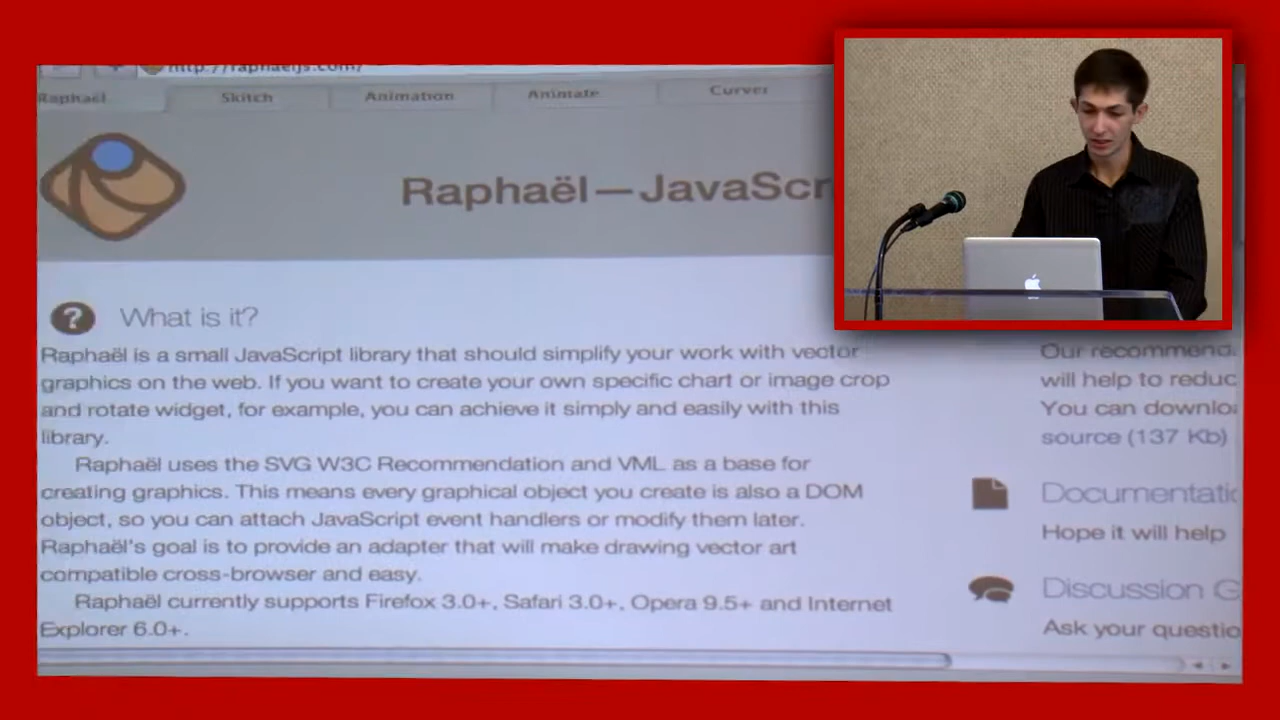 http://raphaeljs.com/
Raphaël
Skitch
Animation
Animate
Curver
Raphaël—JavaScr
? What is it?
Raphaël is a small JavaScript library that should simplify your work with vector
graphics on the web. If you want to create your own specific chart or image crop
and rotate widget, for example, you can achieve it simply and easily with this
library.
Raphaël uses the SVG W3C Recommendation and VML as a base for
creating graphics. This means every graphical object you create is also a DOM
object, so you can attach JavaScript event handlers or modify them later.
Raphaël's goal is to provide an adapter that will make drawing vector art
compatible cross-browser and easy.
Raphaël currently supports Firefox 3.0+, Safari 3.0+, Opera 9.5+ and Internet
Explorer 6.0+.
Our recommend
will help to reduc
You can downloa
source (137 Kb)
Documentatio
Hope it will help
Discussion G
Ask your questio